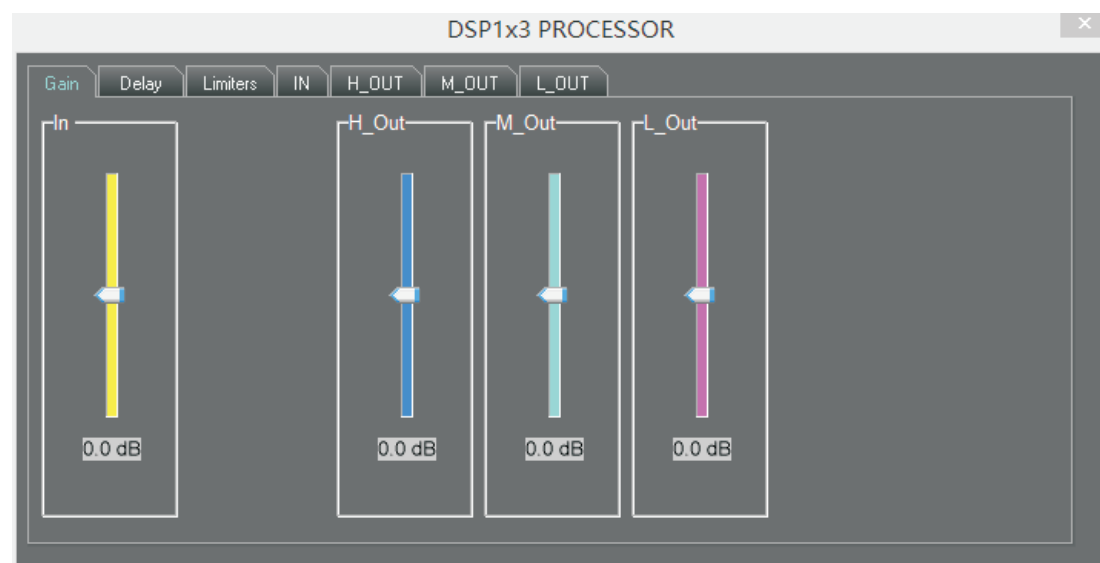 DSP1x3 PROCESSOR
Gain Delay Limiters IN H_OUT M_OUT L_OUT
In H_Out M_Out L_Out
0.0 dB 0.0 dB 0.0 dB 0.0 dB